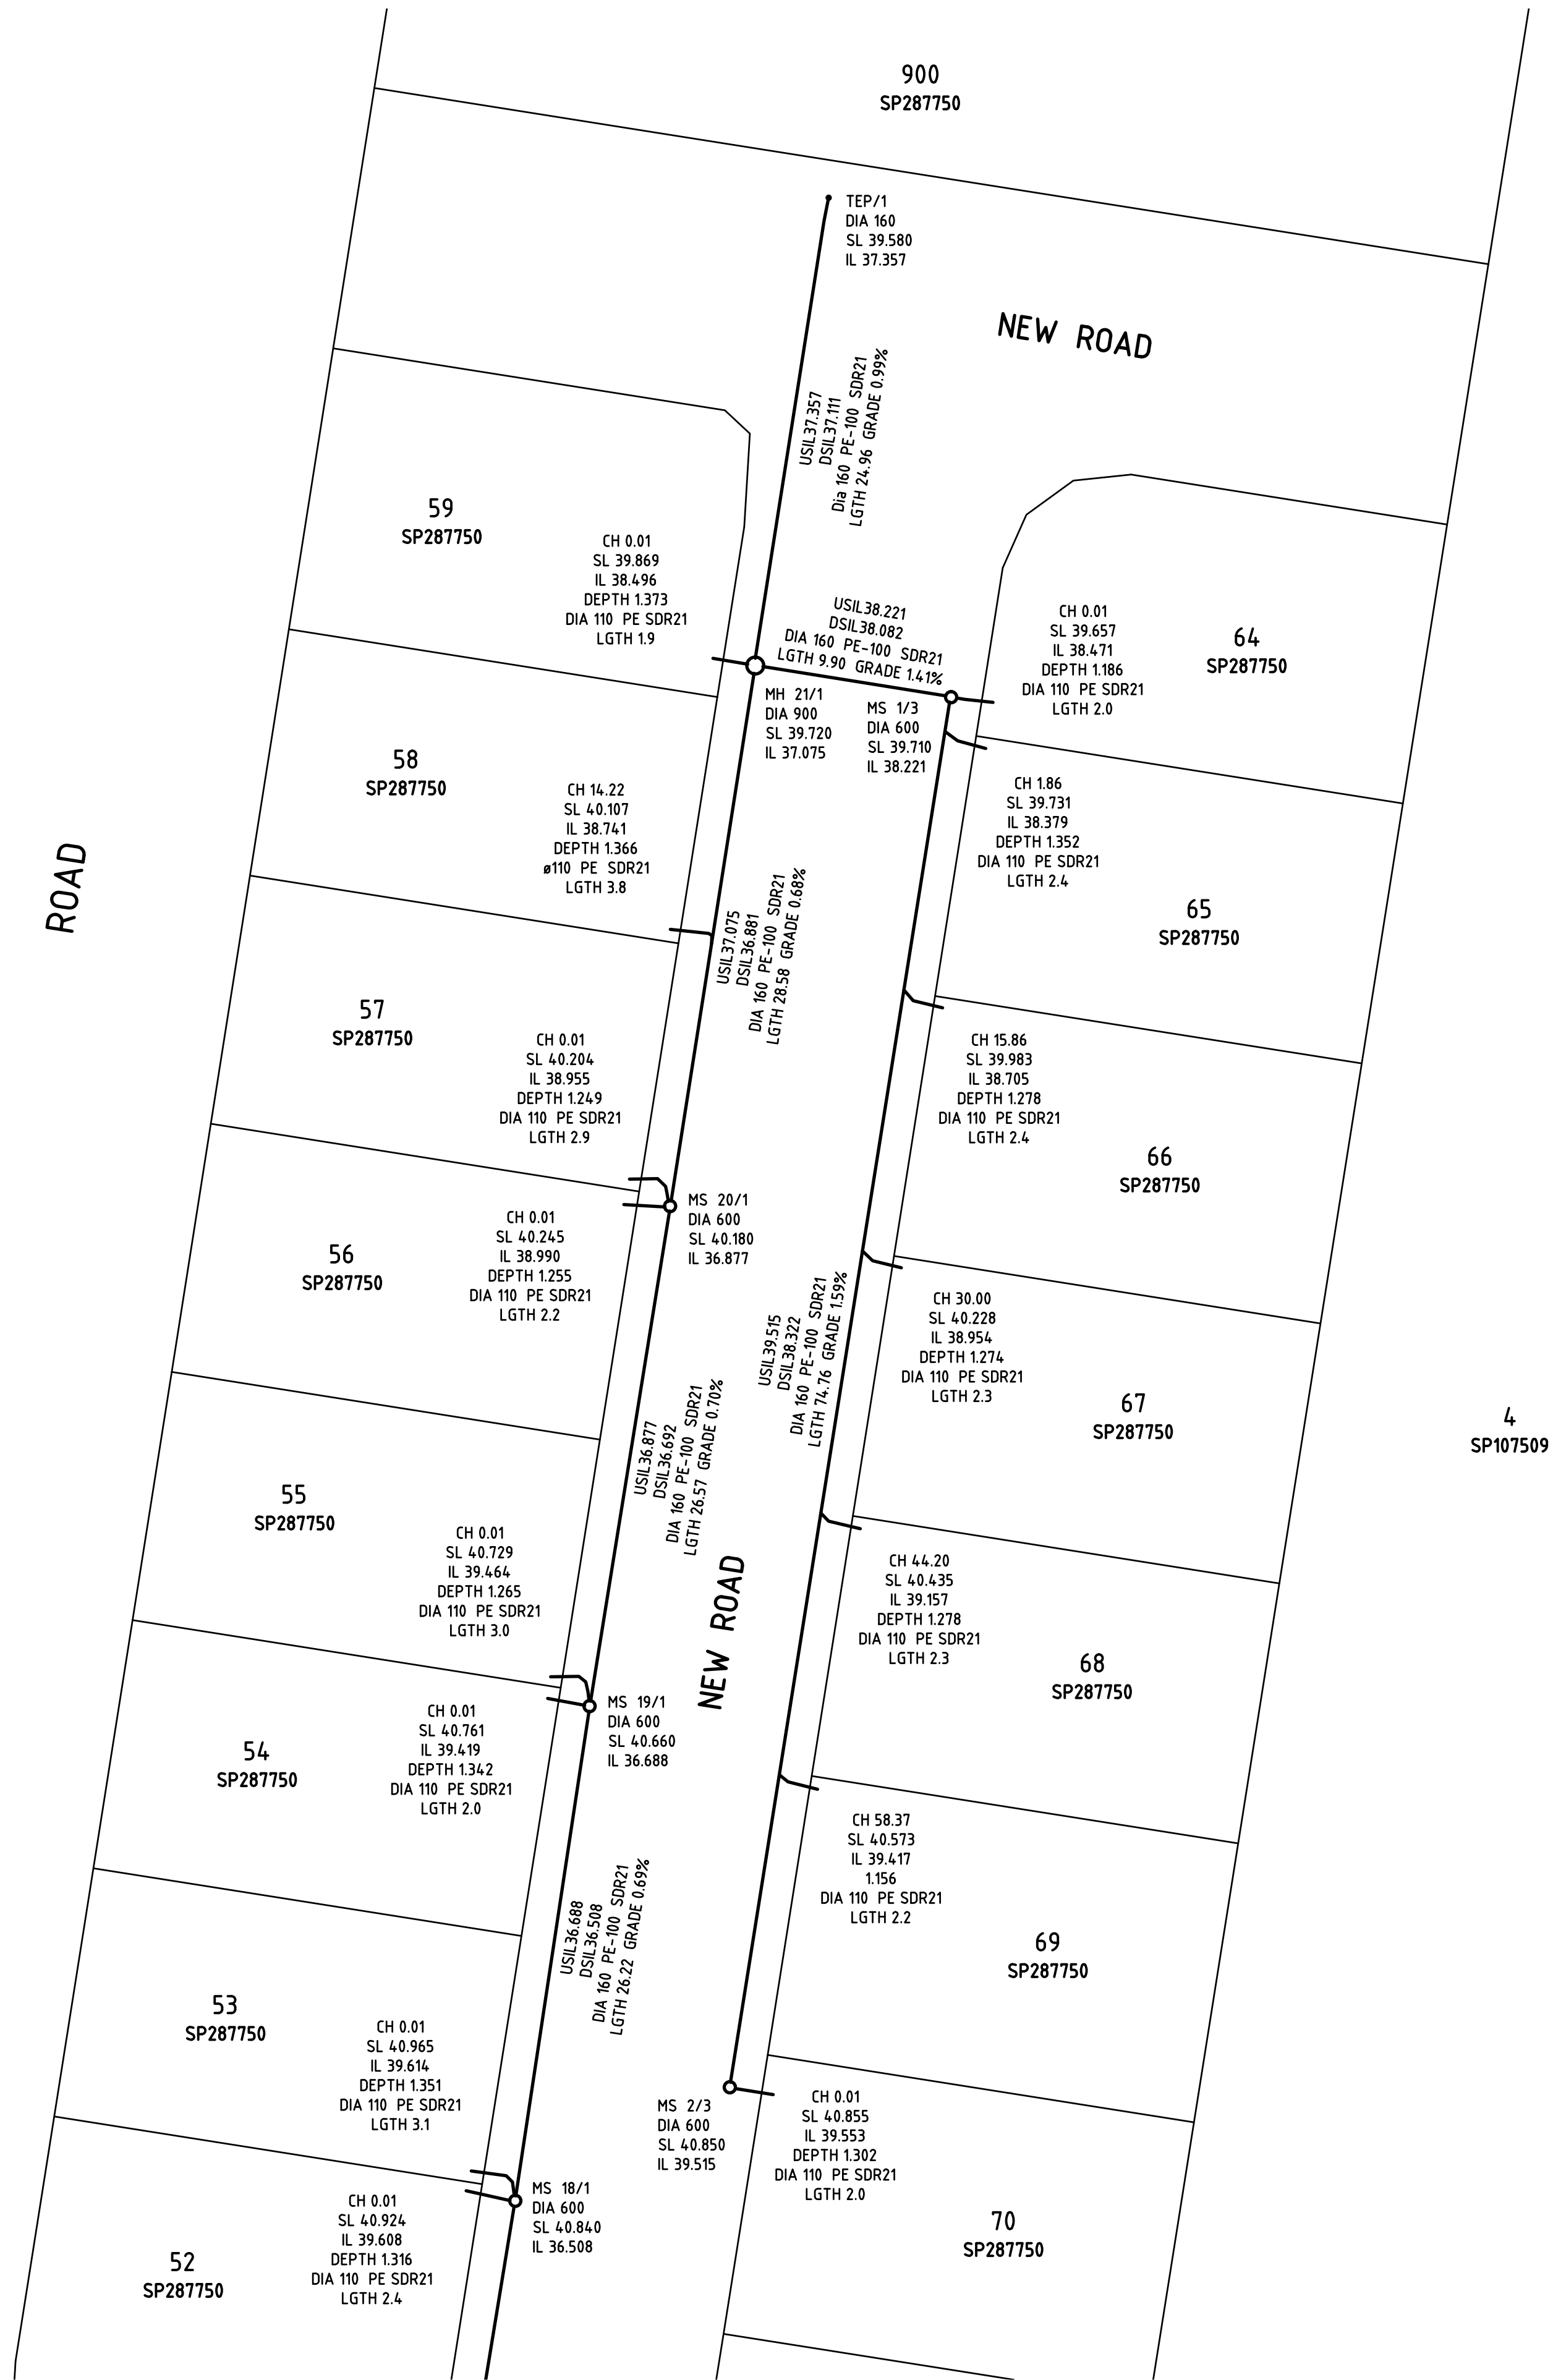 900
SP287750
TEP/1
DIA 160
SL 39.580
IL 37.357
NEW ROAD
USIL37.357
DSIL37.111
Dia 160 PE-100 SDR21
LGTH 24.96 GRADE 0.99%
59
SP287750
CH 0.01
SL 39.869
IL 38.496
DEPTH 1.373
DIA 110 PE SDR21
LGTH 1.9
USIL38.221
DSIL38.082
DIA 160 PE-100 SDR21
LGTH 9.90 GRADE 1.41%
CH 0.01
SL 39.657
IL 38.471
DEPTH 1.186
DIA 110 PE SDR21
LGTH 2.0
64
SP287750
MH 21/1
DIA 900
SL 39.720
IL 37.075
MS 1/3
DIA 600
SL 39.710
IL 38.221
58
SP287750
CH 14.22
SL 40.107
IL 38.741
DEPTH 1.366
ø110 PE SDR21
LGTH 3.8
CH 1.86
SL 39.731
IL 38.379
DEPTH 1.352
DIA 110 PE SDR21
LGTH 2.4
65
SP287750
ROAD
USIL37.075
DSIL36.881
DIA 160 PE-100 SDR21
LGTH 28.58 GRADE 0.68%
57
SP287750
CH 0.01
SL 40.204
IL 38.955
DEPTH 1.249
DIA 110 PE SDR21
LGTH 2.9
CH 15.86
SL 39.983
IL 38.705
DEPTH 1.278
DIA 110 PE SDR21
LGTH 2.4
66
SP287750
MS 20/1
DIA 600
SL 40.180
IL 36.877
56
SP287750
CH 0.01
SL 40.245
IL 38.990
DEPTH 1.255
DIA 110 PE SDR21
LGTH 2.2
USIL39.515
DSIL38.322
DIA 160 PE-100 SDR21
LGTH 74.76 GRADE 1.59%
CH 30.00
SL 40.228
IL 38.954
DEPTH 1.274
DIA 110 PE SDR21
LGTH 2.3
67
SP287750
4
SP107509
USIL36.877
DSIL36.692
DIA 160 PE-100 SDR21
LGTH 26.57 GRADE 0.70%
55
SP287750
CH 0.01
SL 40.729
IL 39.464
DEPTH 1.265
DIA 110 PE SDR21
LGTH 3.0
NEW ROAD
CH 44.20
SL 40.435
IL 39.157
DEPTH 1.278
DIA 110 PE SDR21
LGTH 2.3
68
SP287750
MS 19/1
DIA 600
SL 40.660
IL 36.688
54
SP287750
CH 0.01
SL 40.761
IL 39.419
DEPTH 1.342
DIA 110 PE SDR21
LGTH 2.0
CH 58.37
SL 40.573
IL 39.417
1.156
DIA 110 PE SDR21
LGTH 2.2
69
SP287750
USIL36.688
DSIL36.508
DIA 160 PE-100 SDR21
LGTH 26.22 GRADE 0.69%
53
SP287750
CH 0.01
SL 40.965
IL 39.614
DEPTH 1.351
DIA 110 PE SDR21
LGTH 3.1
MS 2/3
DIA 600
SL 40.850
IL 39.515
CH 0.01
SL 40.855
IL 39.553
DEPTH 1.302
DIA 110 PE SDR21
LGTH 2.0
70
SP287750
MS 18/1
DIA 600
SL 40.840
IL 36.508
52
SP287750
CH 0.01
SL 40.924
IL 39.608
DEPTH 1.316
DIA 110 PE SDR21
LGTH 2.4